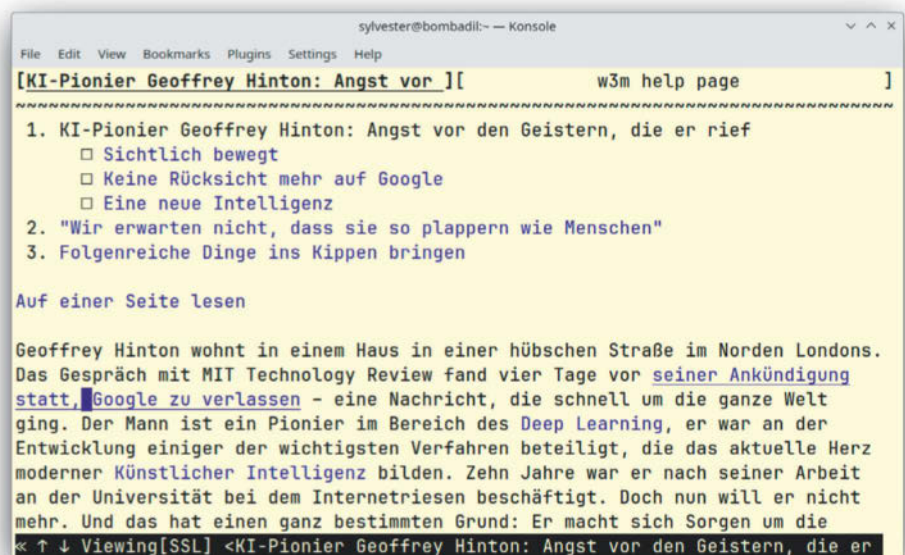 sylvester@bombadil:~ — Konsole
File Edit View Bookmarks Plugins Settings Help
[KI-Pionier Geoffrey Hinton: Angst vor ][ w3m help page ]
~~~~~~~~~~~~~~~~~~~~~~~~~~~~~~~~~~~~~~~~~~~~~~~~~~~~~~~~~~~~~~~~~~~~~~~~~~~~~~~~
1. KI-Pionier Geoffrey Hinton: Angst vor den Geistern, die er rief
□ Sichtlich bewegt
□ Keine Rücksicht mehr auf Google
□ Eine neue Intelligenz
2. "Wir erwarten nicht, dass sie so plappern wie Menschen"
3. Folgenreiche Dinge ins Kippen bringen
Auf einer Seite lesen
Geoffrey Hinton wohnt in einem Haus in einer hübschen Straße im Norden Londons.
Das Gespräch mit MIT Technology Review fand vier Tage vor seiner Ankündigung
statt, Google zu verlassen – eine Nachricht, die schnell um die ganze Welt
ging. Der Mann ist ein Pionier im Bereich des Deep Learning, er war an der
Entwicklung einiger der wichtigsten Verfahren beteiligt, die das aktuelle Herz
moderner Künstlicher Intelligenz bilden. Zehn Jahre war er nach seiner Arbeit
an der Universität bei dem Internetriesen beschäftigt. Doch nun will er nicht
mehr. Und das hat einen ganz bestimmten Grund: Er macht sich Sorgen um die
« ↑ ↓ Viewing[SSL] <KI-Pionier Geoffrey Hinton: Angst vor den Geistern, die er